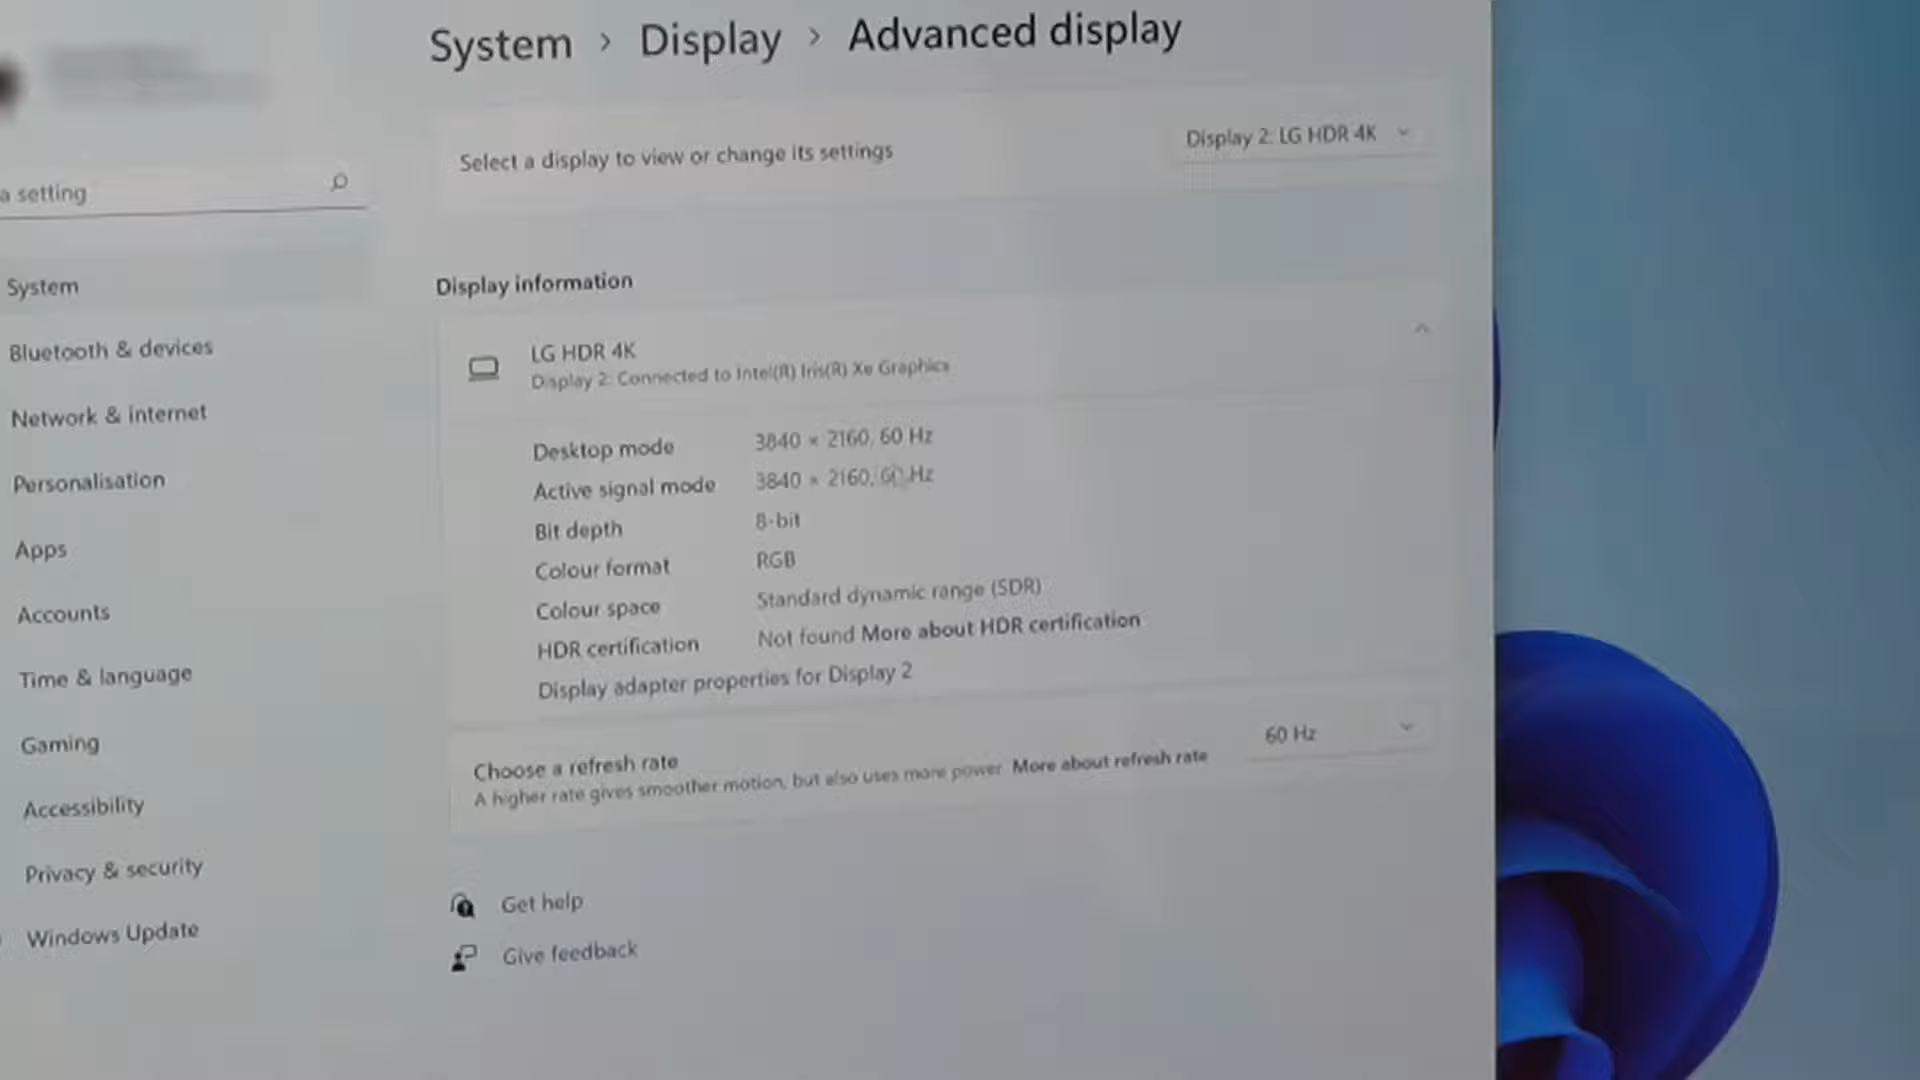 System > Display > Advanced display
Select a display to view or change its settings
Display 2: LG HDR 4K
a setting
System
Bluetooth & devices
Network & internet
Personalisation
Apps
Accounts
Time & language
Gaming
Accessibility
Privacy & security
Windows Update
Display information
LG HDR 4K
Display 2: Connected to Intel(R) Iris(R) Xe Graphics
Desktop mode 3840 × 2160, 60 Hz
Active signal mode 3840 × 2160, 60 Hz
Bit depth 8-bit
Colour format RGB
Colour space Standard dynamic range (SDR)
HDR certification Not found More about HDR certification
Display adapter properties for Display 2
Choose a refresh rate
A higher rate gives smoother motion, but also uses more power More about refresh rate
60 Hz
Get help
Give feedback